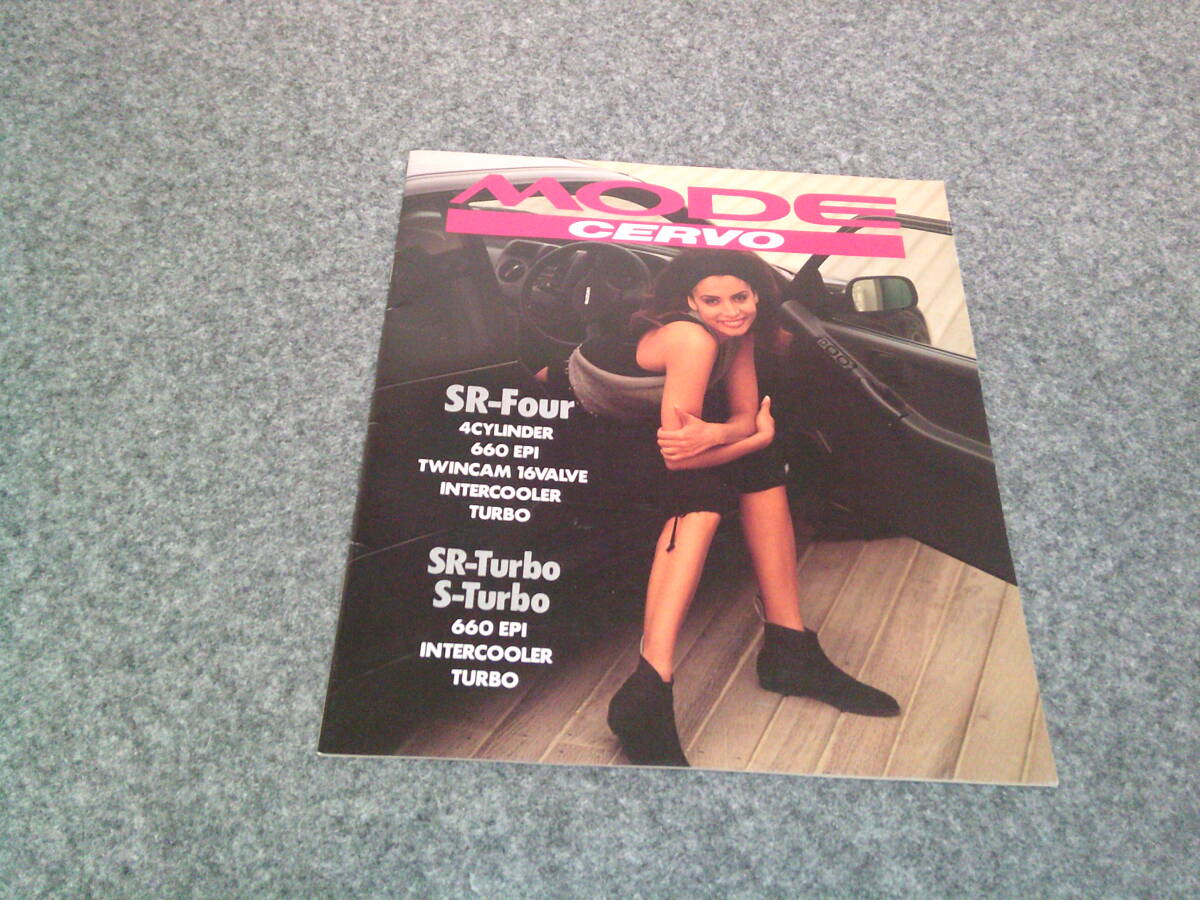 MODE
CERVO
SR-Four
4CYLINDER
660 EPI
TWINCAM 16VALVE
INTERCOOLER
TURBO
SR-Turbo
S-Turbo
660 EPI
INTERCOOLER
TURBO